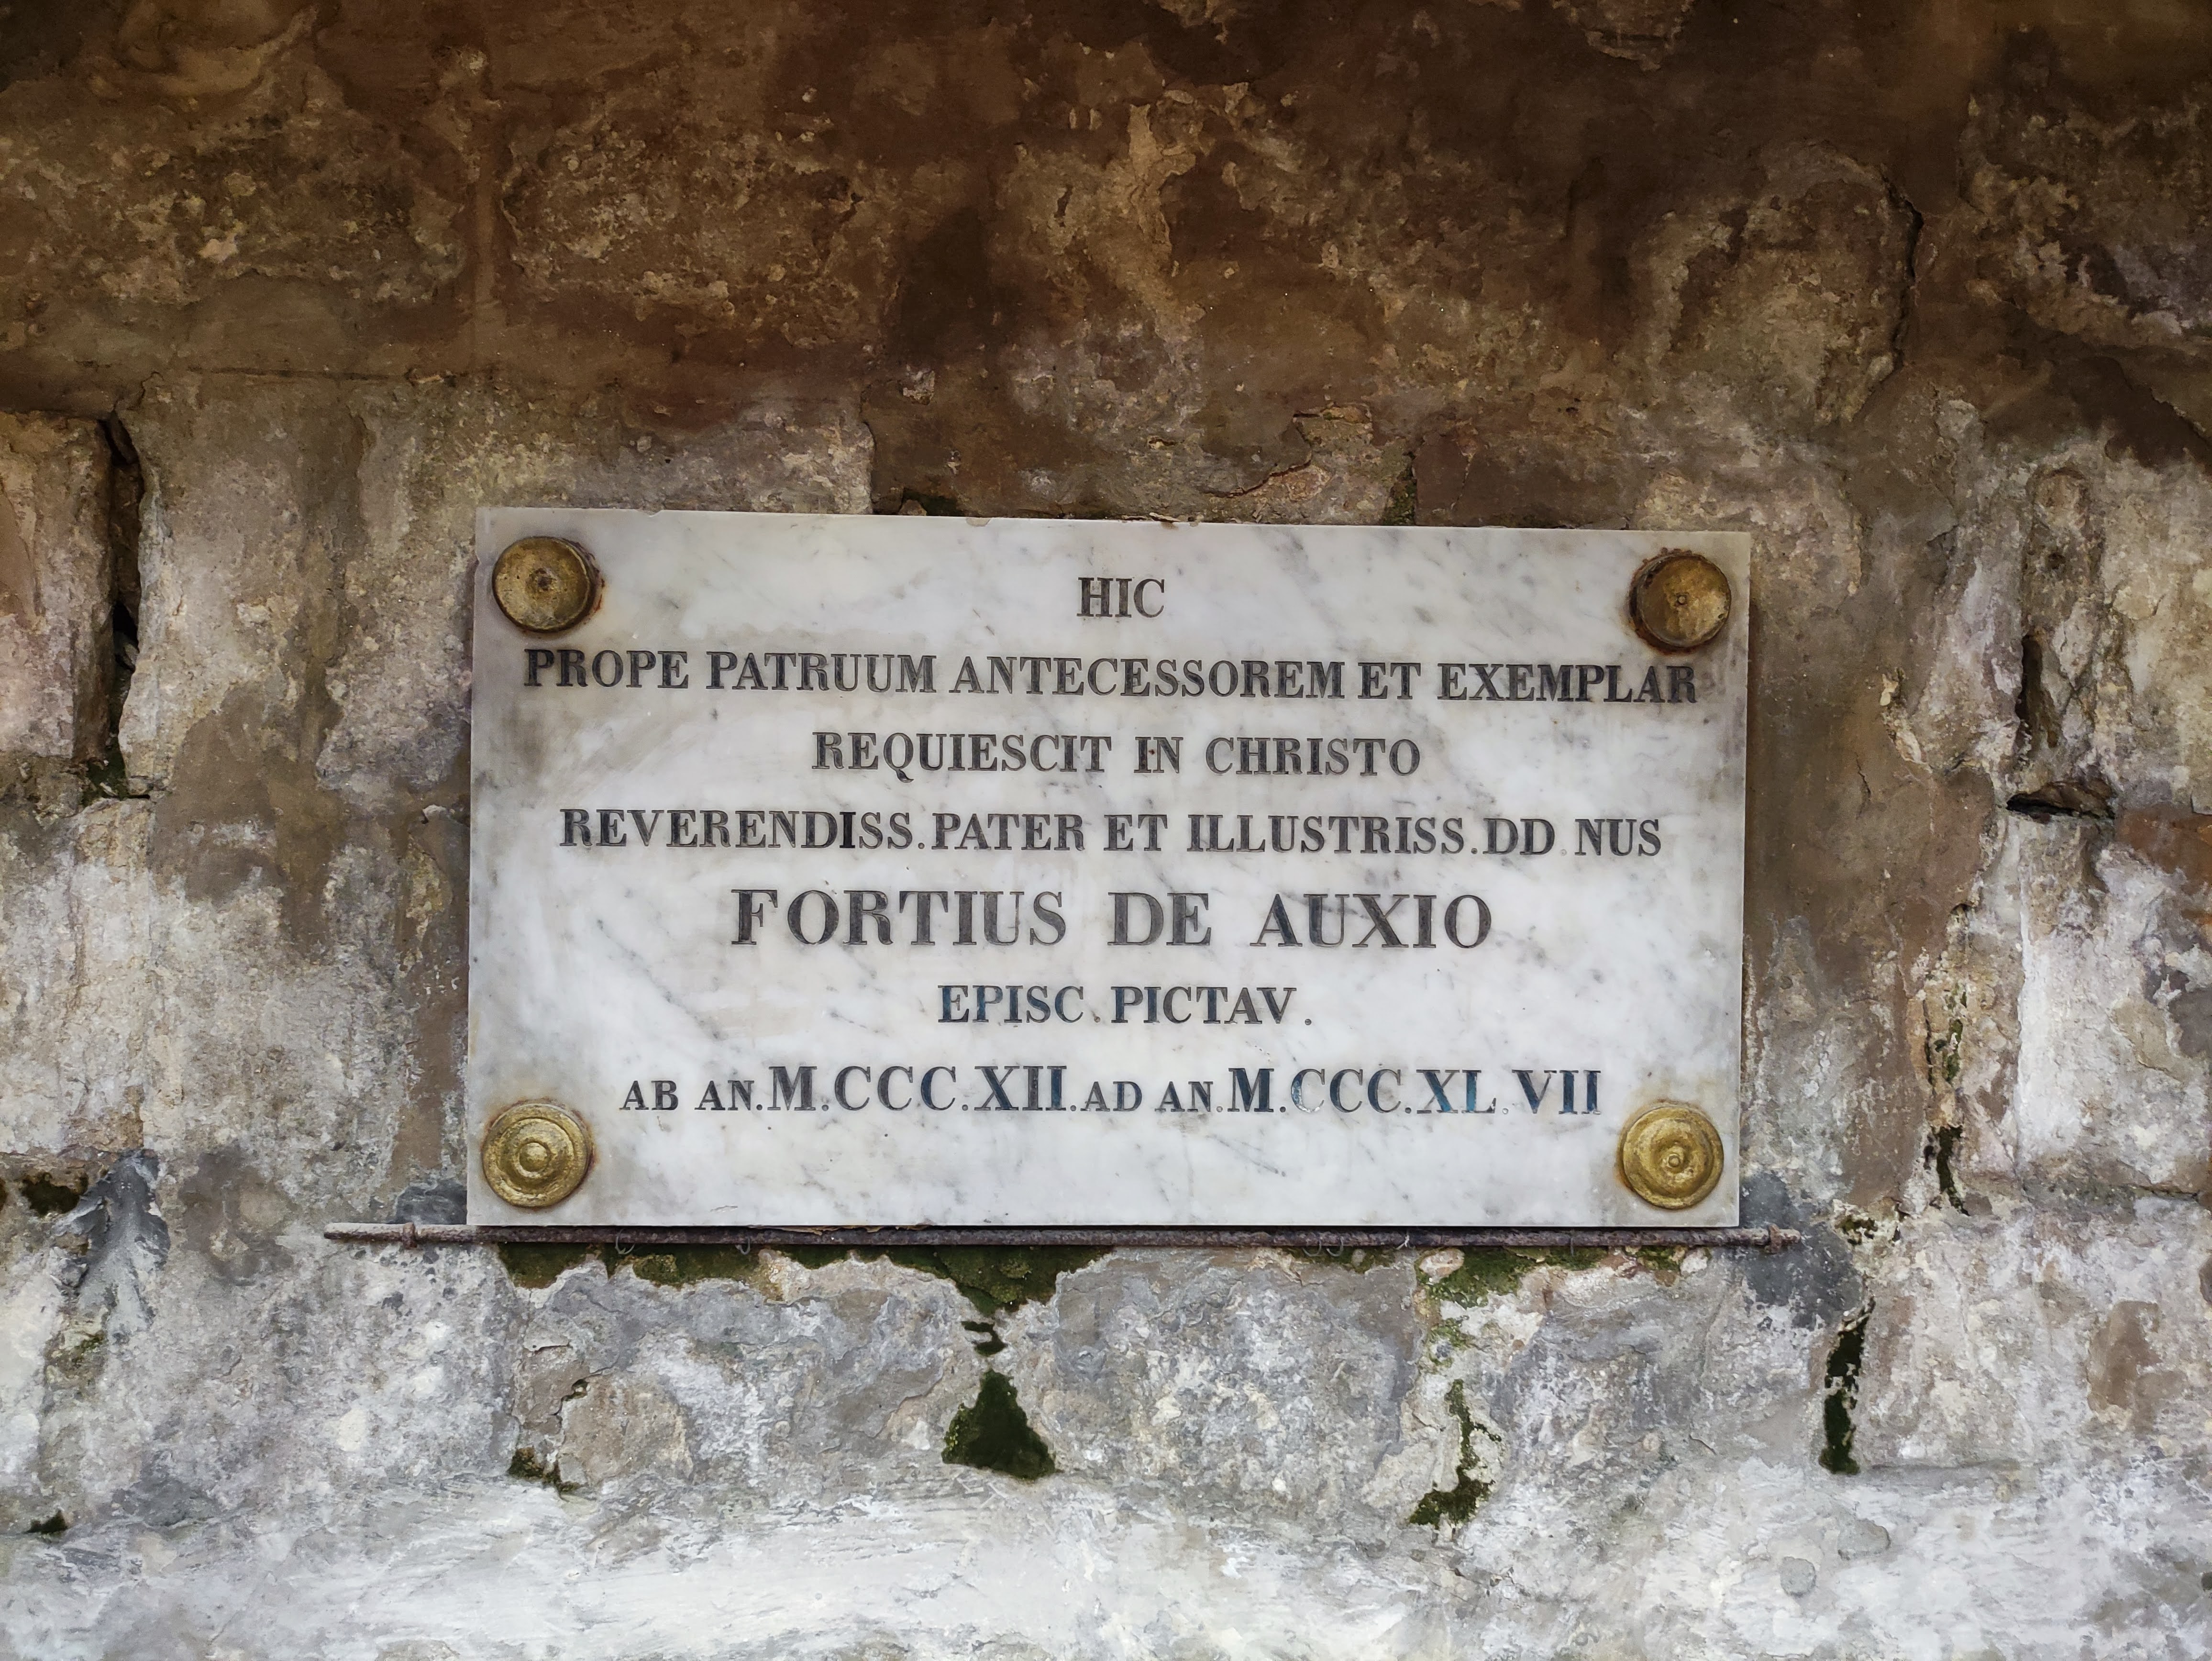 HIC
PROPE PATRUUM ANTECESSOREM ET EXEMPLAR
REQUIESCIT IN CHRISTO
REVERENDISS. PATER ET ILLUSTRISS. DD. NUS
FORTIUS DE AUXIO
EPISC. PICTAV.
AB AN. M.CCC.XII. AD AN. M.CCC.XL.VII